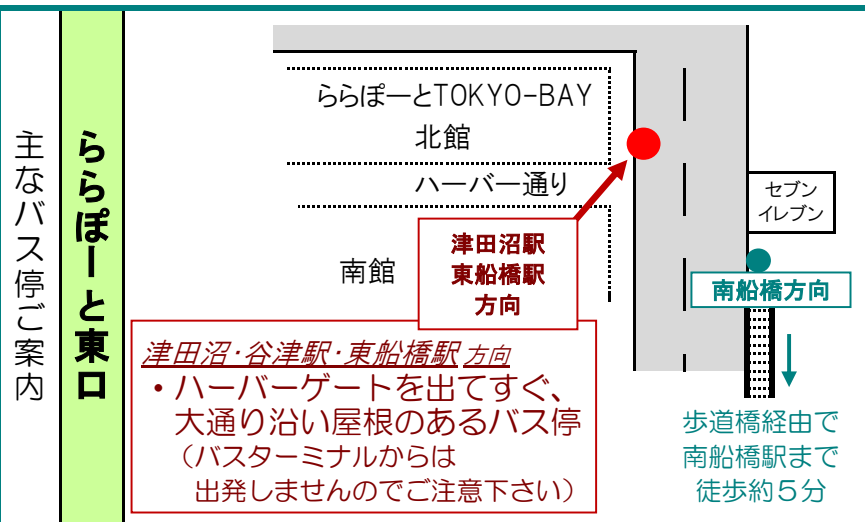 主なバス停ご案内
ららぽーと東口
ららぽーとTOKYO-BAY
北館
ハーバー通り
南館
津田沼駅
東船橋駅
方向
セブン
イレブン
南船橋方向
津田沼・谷津駅・東船橋駅 方向
・ハーバーゲートを出てすぐ、
大通り沿い屋根のあるバス停
（バスターミナルからは
出発しませんのでご注意下さい）
歩道橋経由で
南船橋駅まで
徒歩約５分